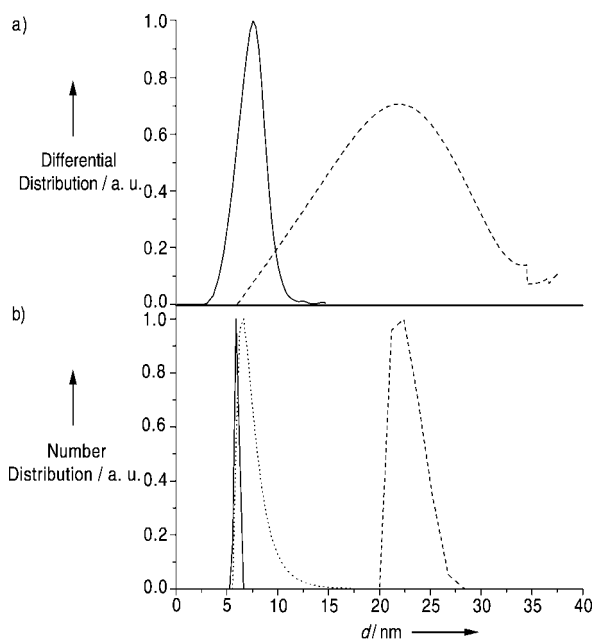 a)
1.0
0.8
0.6
0.4
0.2
0.0
Differential
Distribution / a. u.
b)
1.0
0.8
0.6
0.4
0.2
0.0
Number
Distribution / a. u.
0 5 10 15 20 25 30 35 40
d/ nm